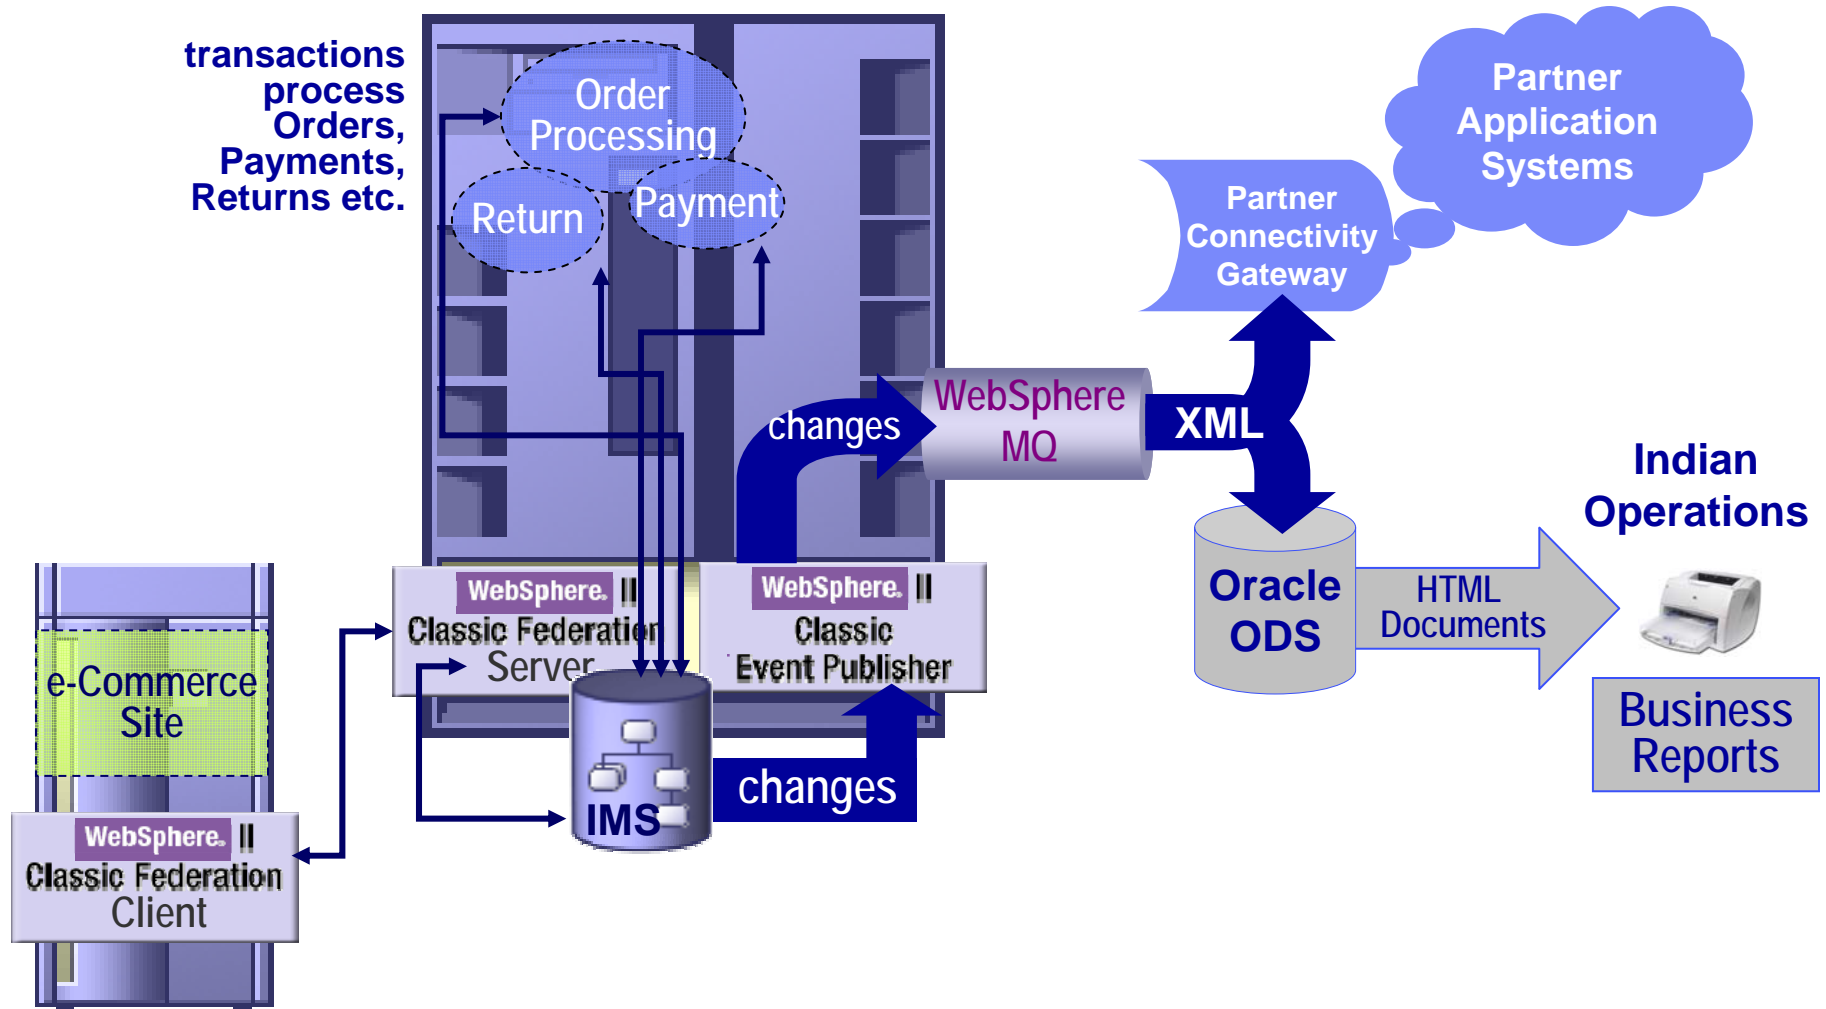 transactions
process
Orders,
Payments,
Returns etc.
Order
Processing
Return
Payment
Partner
Application
Systems
Partner
Connectivity
Gateway
changes
WebSphere
MQ
XML
Indian
Operations
Oracle
ODS
HTML
Documents
Business
Reports
WebSphere. II
Classic Federation
Server
WebSphere. II
Classic
Event Publisher
IMS
changes
e-Commerce
Site
WebSphere. II
Classic Federation
Client